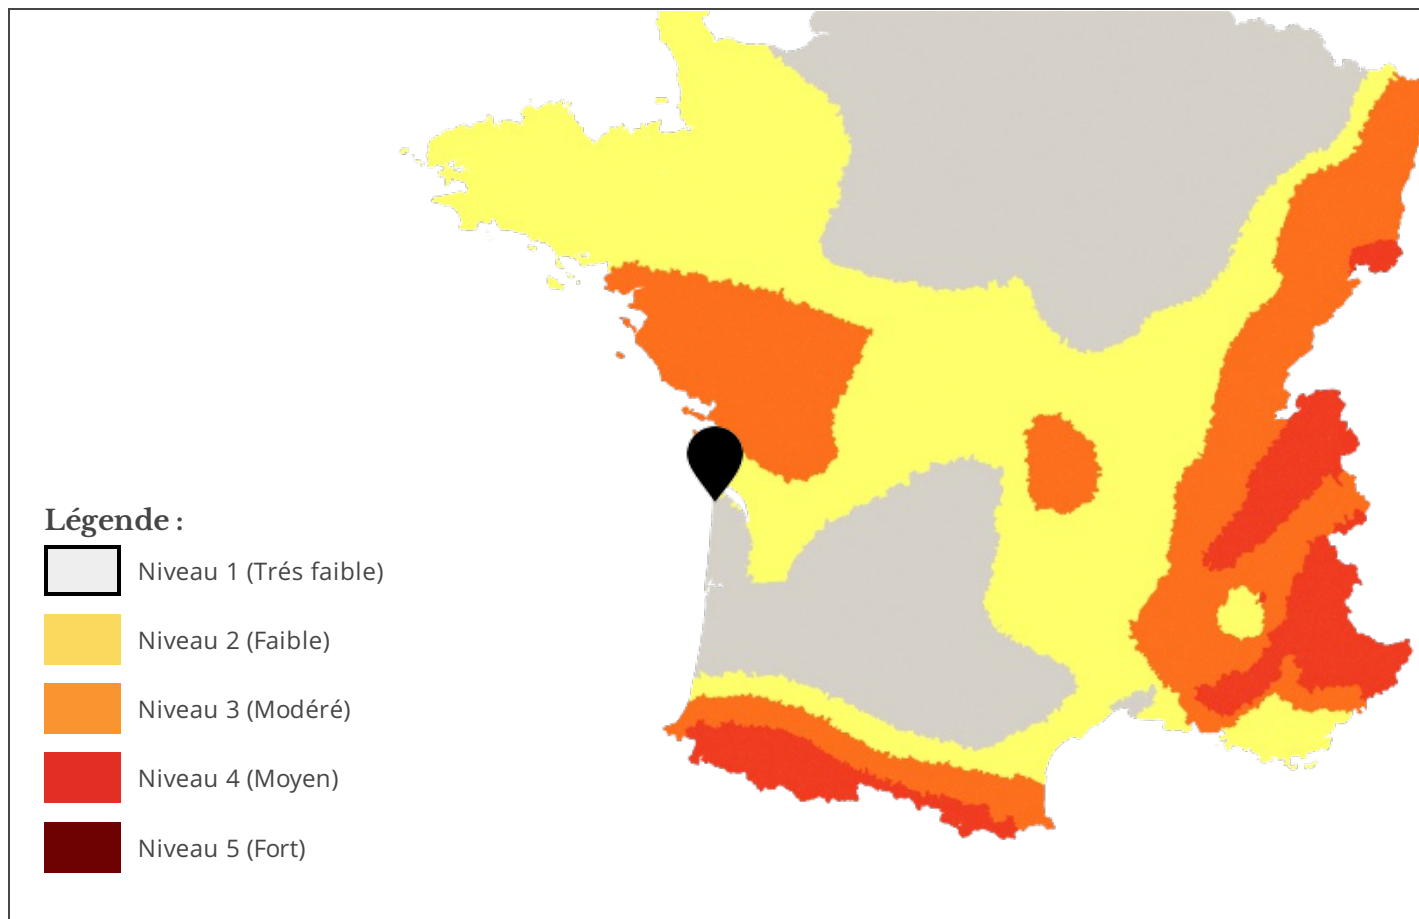 Légende :
Niveau 1 (Trés faible)
Niveau 2 (Faible)
Niveau 3 (Modéré)
Niveau 4 (Moyen)
Niveau 5 (Fort)